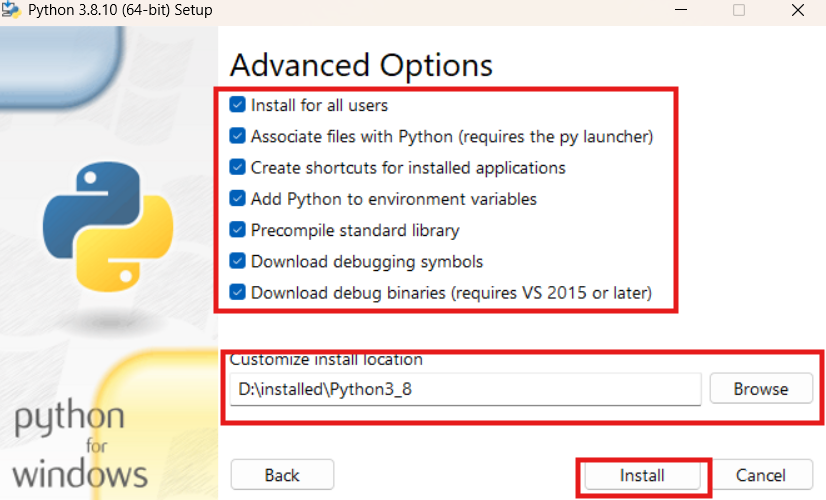 Python 3.8.10 (64-bit) Setup
Advanced Options
Install for all users
Associate files with Python (requires the py launcher)
Create shortcuts for installed applications
Add Python to environment variables
Precompile standard library
Download debugging symbols
Download debug binaries (requires VS 2015 or later)
Customize install location
D:\installed\Python3_8
Browse
python
for
windows
Back
Install
Cancel